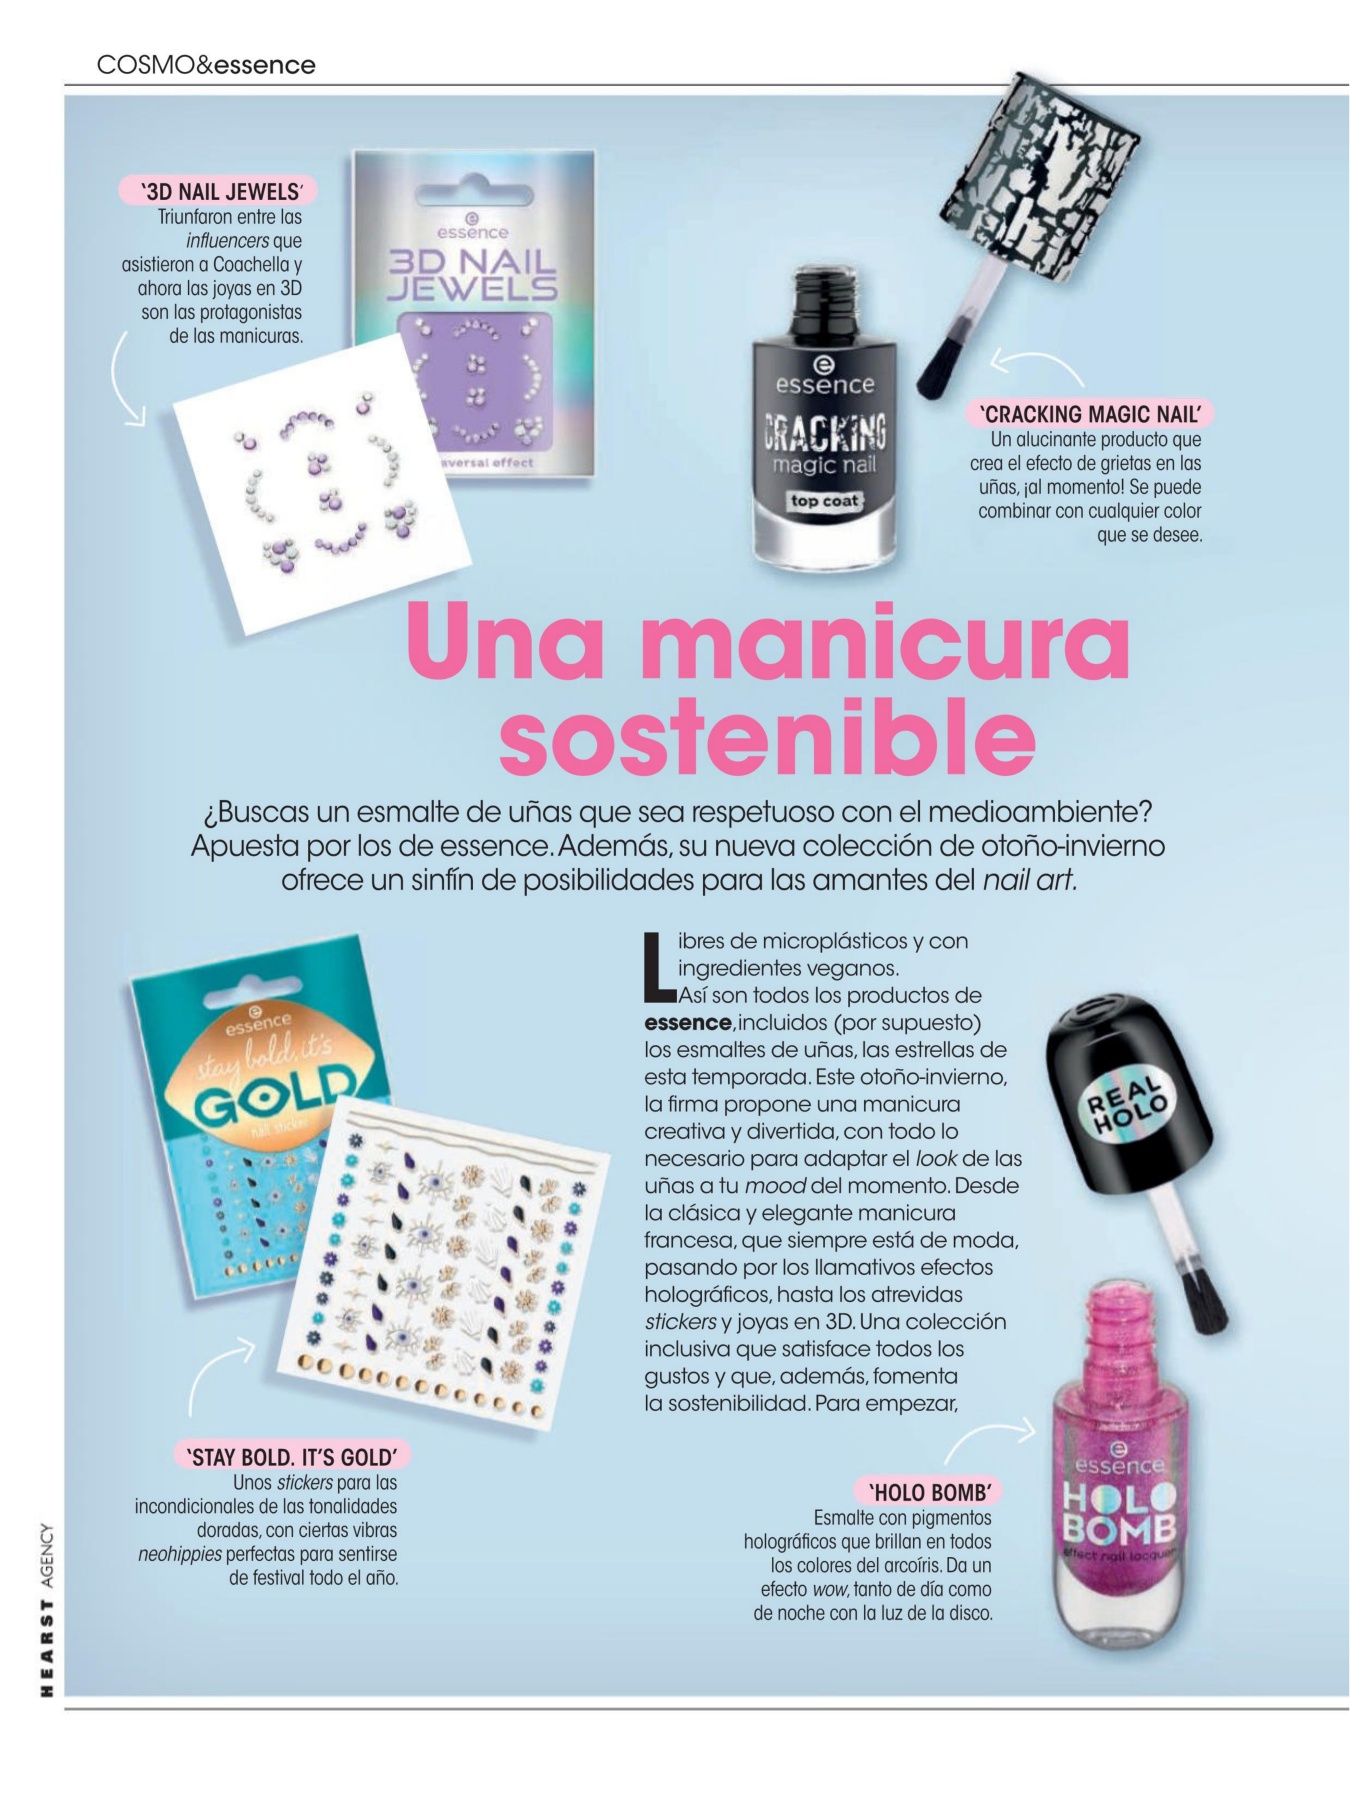 COSMO&essence
‘3D NAIL JEWELS’
Triunfaron entre las
influencers que
asistieron a Coachella y
ahora las joyas en 3D
son las protagonistas
de las manicuras.
essence
3D NAIL
JEWELS
versal effect
essence
CRACKING
magic nail
top coat
‘CRACKING MAGIC NAIL’
Un alucinante producto que
crea el efecto de grietas en las
uñas, ¡al momento! Se puede
combinar con cualquier color
que se desee.
Una manicura
sostenible
¿Buscas un esmalte de uñas que sea respetuoso con el medioambiente?
Apuesta por los de essence. Además, su nueva colección de otoño-invierno
ofrece un sinfín de posibilidades para las amantes del nail art.
essence
stay bold, it's
GOLD
nail sticker
‘STAY BOLD. IT’S GOLD’
Unos stickers para las
incondicionales de las tonalidades
doradas, con ciertas vibras
neohippies perfectas para sentirse
de festival todo el año.
Libres de microplásticos y con
ingredientes veganos.
Así son todos los productos de
essence, incluidos (por supuesto)
los esmaltes de uñas, las estrellas de
esta temporada. Este otoño-invierno,
la firma propone una manicura
creativa y divertida, con todo lo
necesario para adaptar el look de las
uñas a tu mood del momento. Desde
la clásica y elegante manicura
francesa, que siempre está de moda,
pasando por los llamativos efectos
holográficos, hasta los atrevidas
stickers y joyas en 3D. Una colección
inclusiva que satisface todos los
gustos y que, además, fomenta
la sostenibilidad. Para empezar,
REAL
HOLO
essence
HOLO
BOMB
effect nail lacquer
‘HOLO BOMB’
Esmalte con pigmentos
holográficos que brillan en todos
los colores del arcoíris. Da un
efecto wow, tanto de día como
de noche con la luz de la disco.
HEARST AGENCY